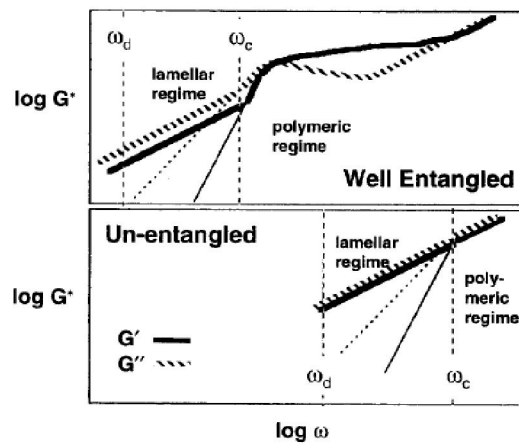 ω_d
ω_c
lamellar
regime
log G*
polymeric
regime
Well Entangled
Un-entangled
lamellar
regime
log G*
poly-
meric
regime
G′
G″
ω_d
ω_c
log ω